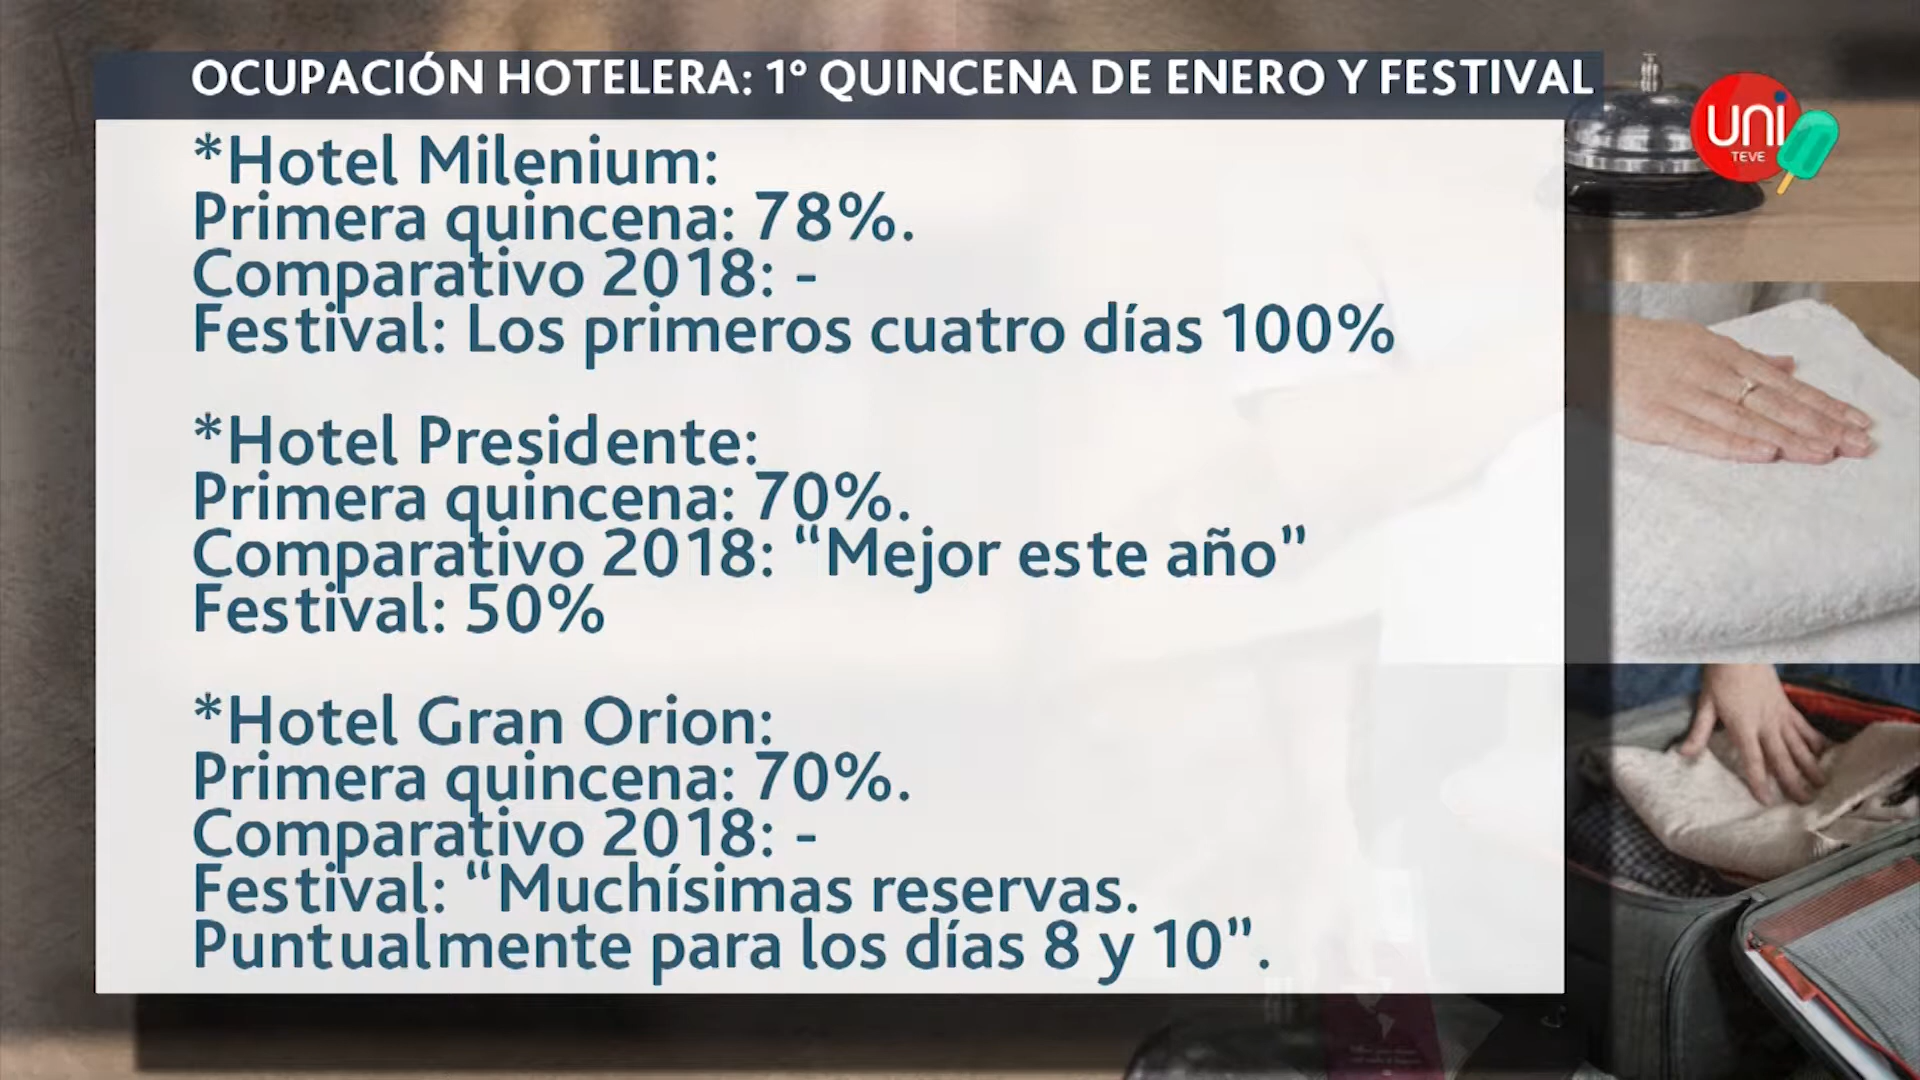 OCUPACIÓN HOTELERA: 1° QUINCENA DE ENERO Y FESTIVAL
uni
TEVE
*Hotel Milenium:
Primera quincena: 78%.
Comparativo 2018: -
Festival: Los primeros cuatro días 100%
*Hotel Presidente:
Primera quincena: 70%.
Comparativo 2018: “Mejor este año”
Festival: 50%
*Hotel Gran Orion:
Primera quincena: 70%.
Comparativo 2018: -
Festival: “Muchísimas reservas.
Puntualmente para los días 8 y 10”.